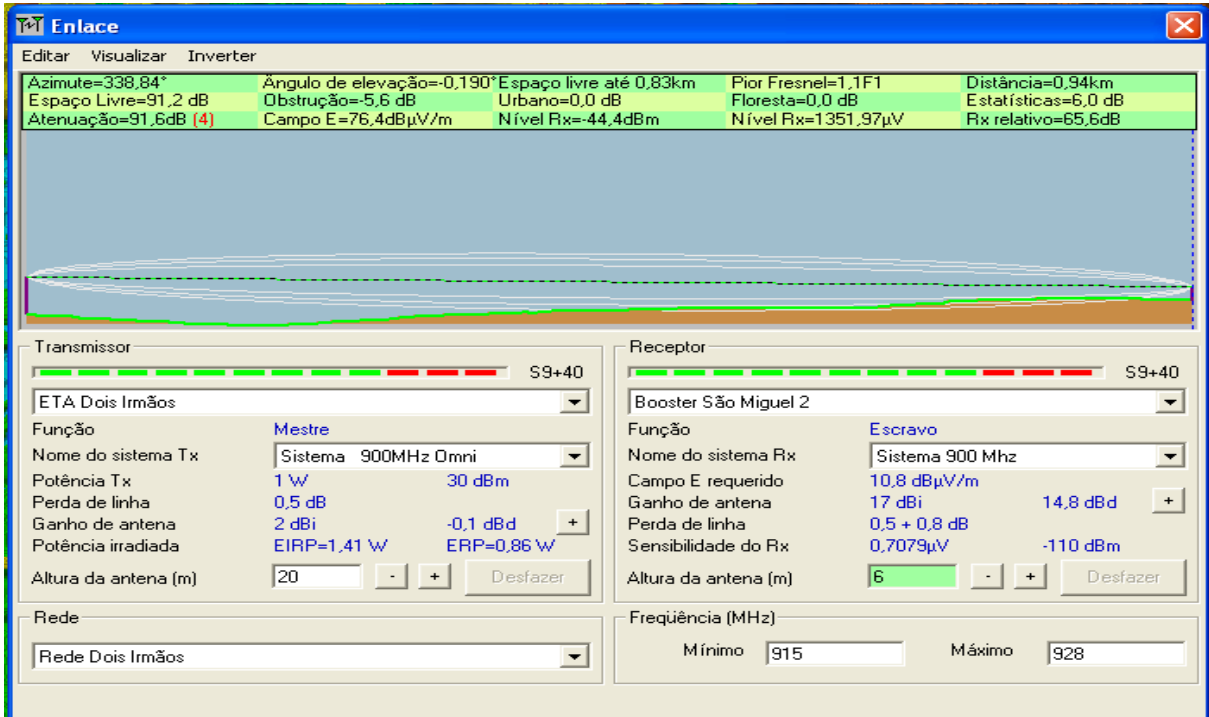 Enlace
Editar Visualizar Inverter
Azimute=338,84° Ângulo de elevação=-0,190° Espaço livre até 0,83km Pior Fresnel=1,1F1 Distância=0,94km
Espaço Livre=91,2 dB Obstrução=-5,6 dB Urbano=0,0 dB Floresta=0,0 dB Estatísticas=6,0 dB
Atenuação=91,6dB (4) Campo E=76,4dBµV/m Nível Rx=-44,4dBm Nível Rx=1351,97µV Rx relativo=65,6dB
Transmissor
S9+40
ETA Dois Irmãos
Função Mestre
Nome do sistema Tx Sistema 900MHz Omni
Potência Tx 1 W 30 dBm
Perda de linha 0,5 dB
Ganho de antena 2 dBi -0,1 dBd +
Potência irradiada EIRP=1,41 W ERP=0,86 W
Altura da antena (m) 20 - + Desfazer
Receptor
S9+40
Booster São Miguel 2
Função Escravo
Nome do sistema Rx Sistema 900 Mhz
Campo E requerido 10,8 dBµV/m
Ganho de antena 17 dBi 14,8 dBd +
Perda de linha 0,5 + 0,8 dB
Sensibilidade do Rx 0,7079µV -110 dBm
Altura da antena (m) 6 - + Desfazer
Rede
Rede Dois Irmãos
Freqüência (MHz)
Mínimo 915 Máximo 928